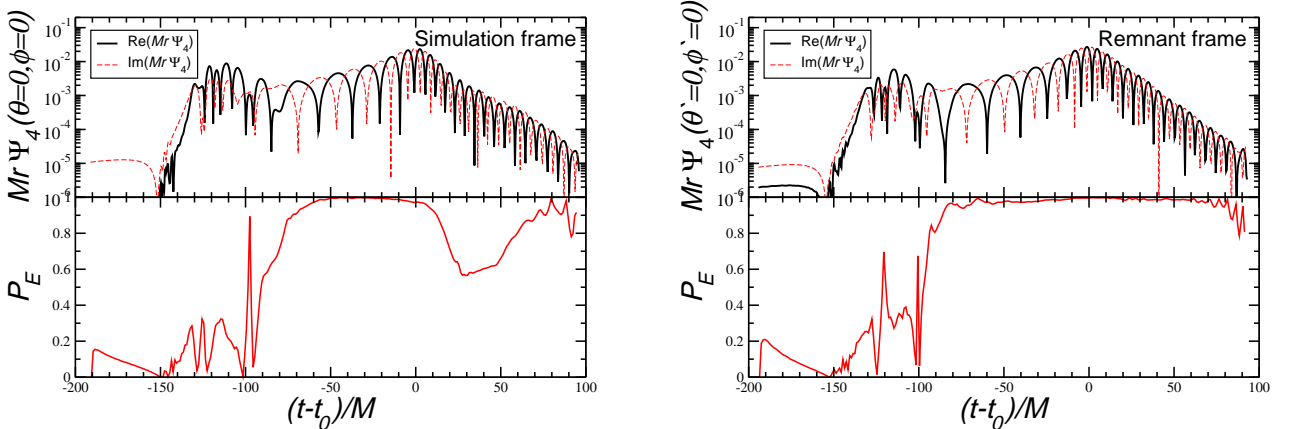 Simulation frame
Re(MrΨ₄)
Im(MrΨ₄)
MrΨ₄(θ=0,ϕ=0)
10⁻¹
10⁻²
10⁻³
10⁻⁴
10⁻⁵
10⁻⁶
P_E
1
0.8
0.6
0.4
0.2
0
-200 -150 -100 -50 0 50 100
(t-t₀)/M
Remnant frame
Re(MrΨ₄)
Im(MrΨ₄)
MrΨ₄(θ`=0,ϕ`=0)
10⁻¹
10⁻²
10⁻³
10⁻⁴
10⁻⁵
10⁻⁶
P_E
1
0.8
0.6
0.4
0.2
0
-200 -150 -100 -50 0 50 100
(t-t₀)/M